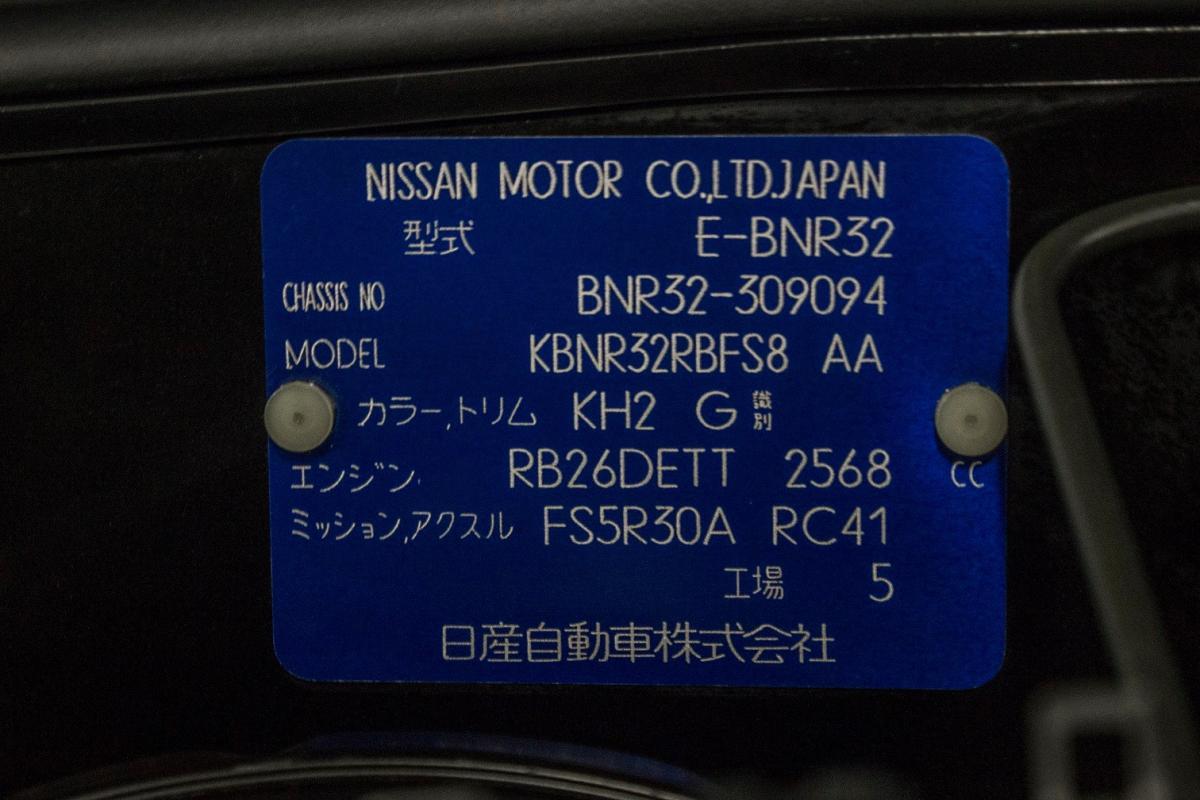 NISSAN MOTOR CO.,LTD.JAPAN
型式 E-BNR32
CHASSIS NO BNR32-309094
MODEL KBNR32RBFS8 AA
カラー,トリム KH2 G 識別
エンジン RB26DETT 2568 CC
ミッション,アクスル FS5R30A RC41
工場 5
日産自動車株式会社